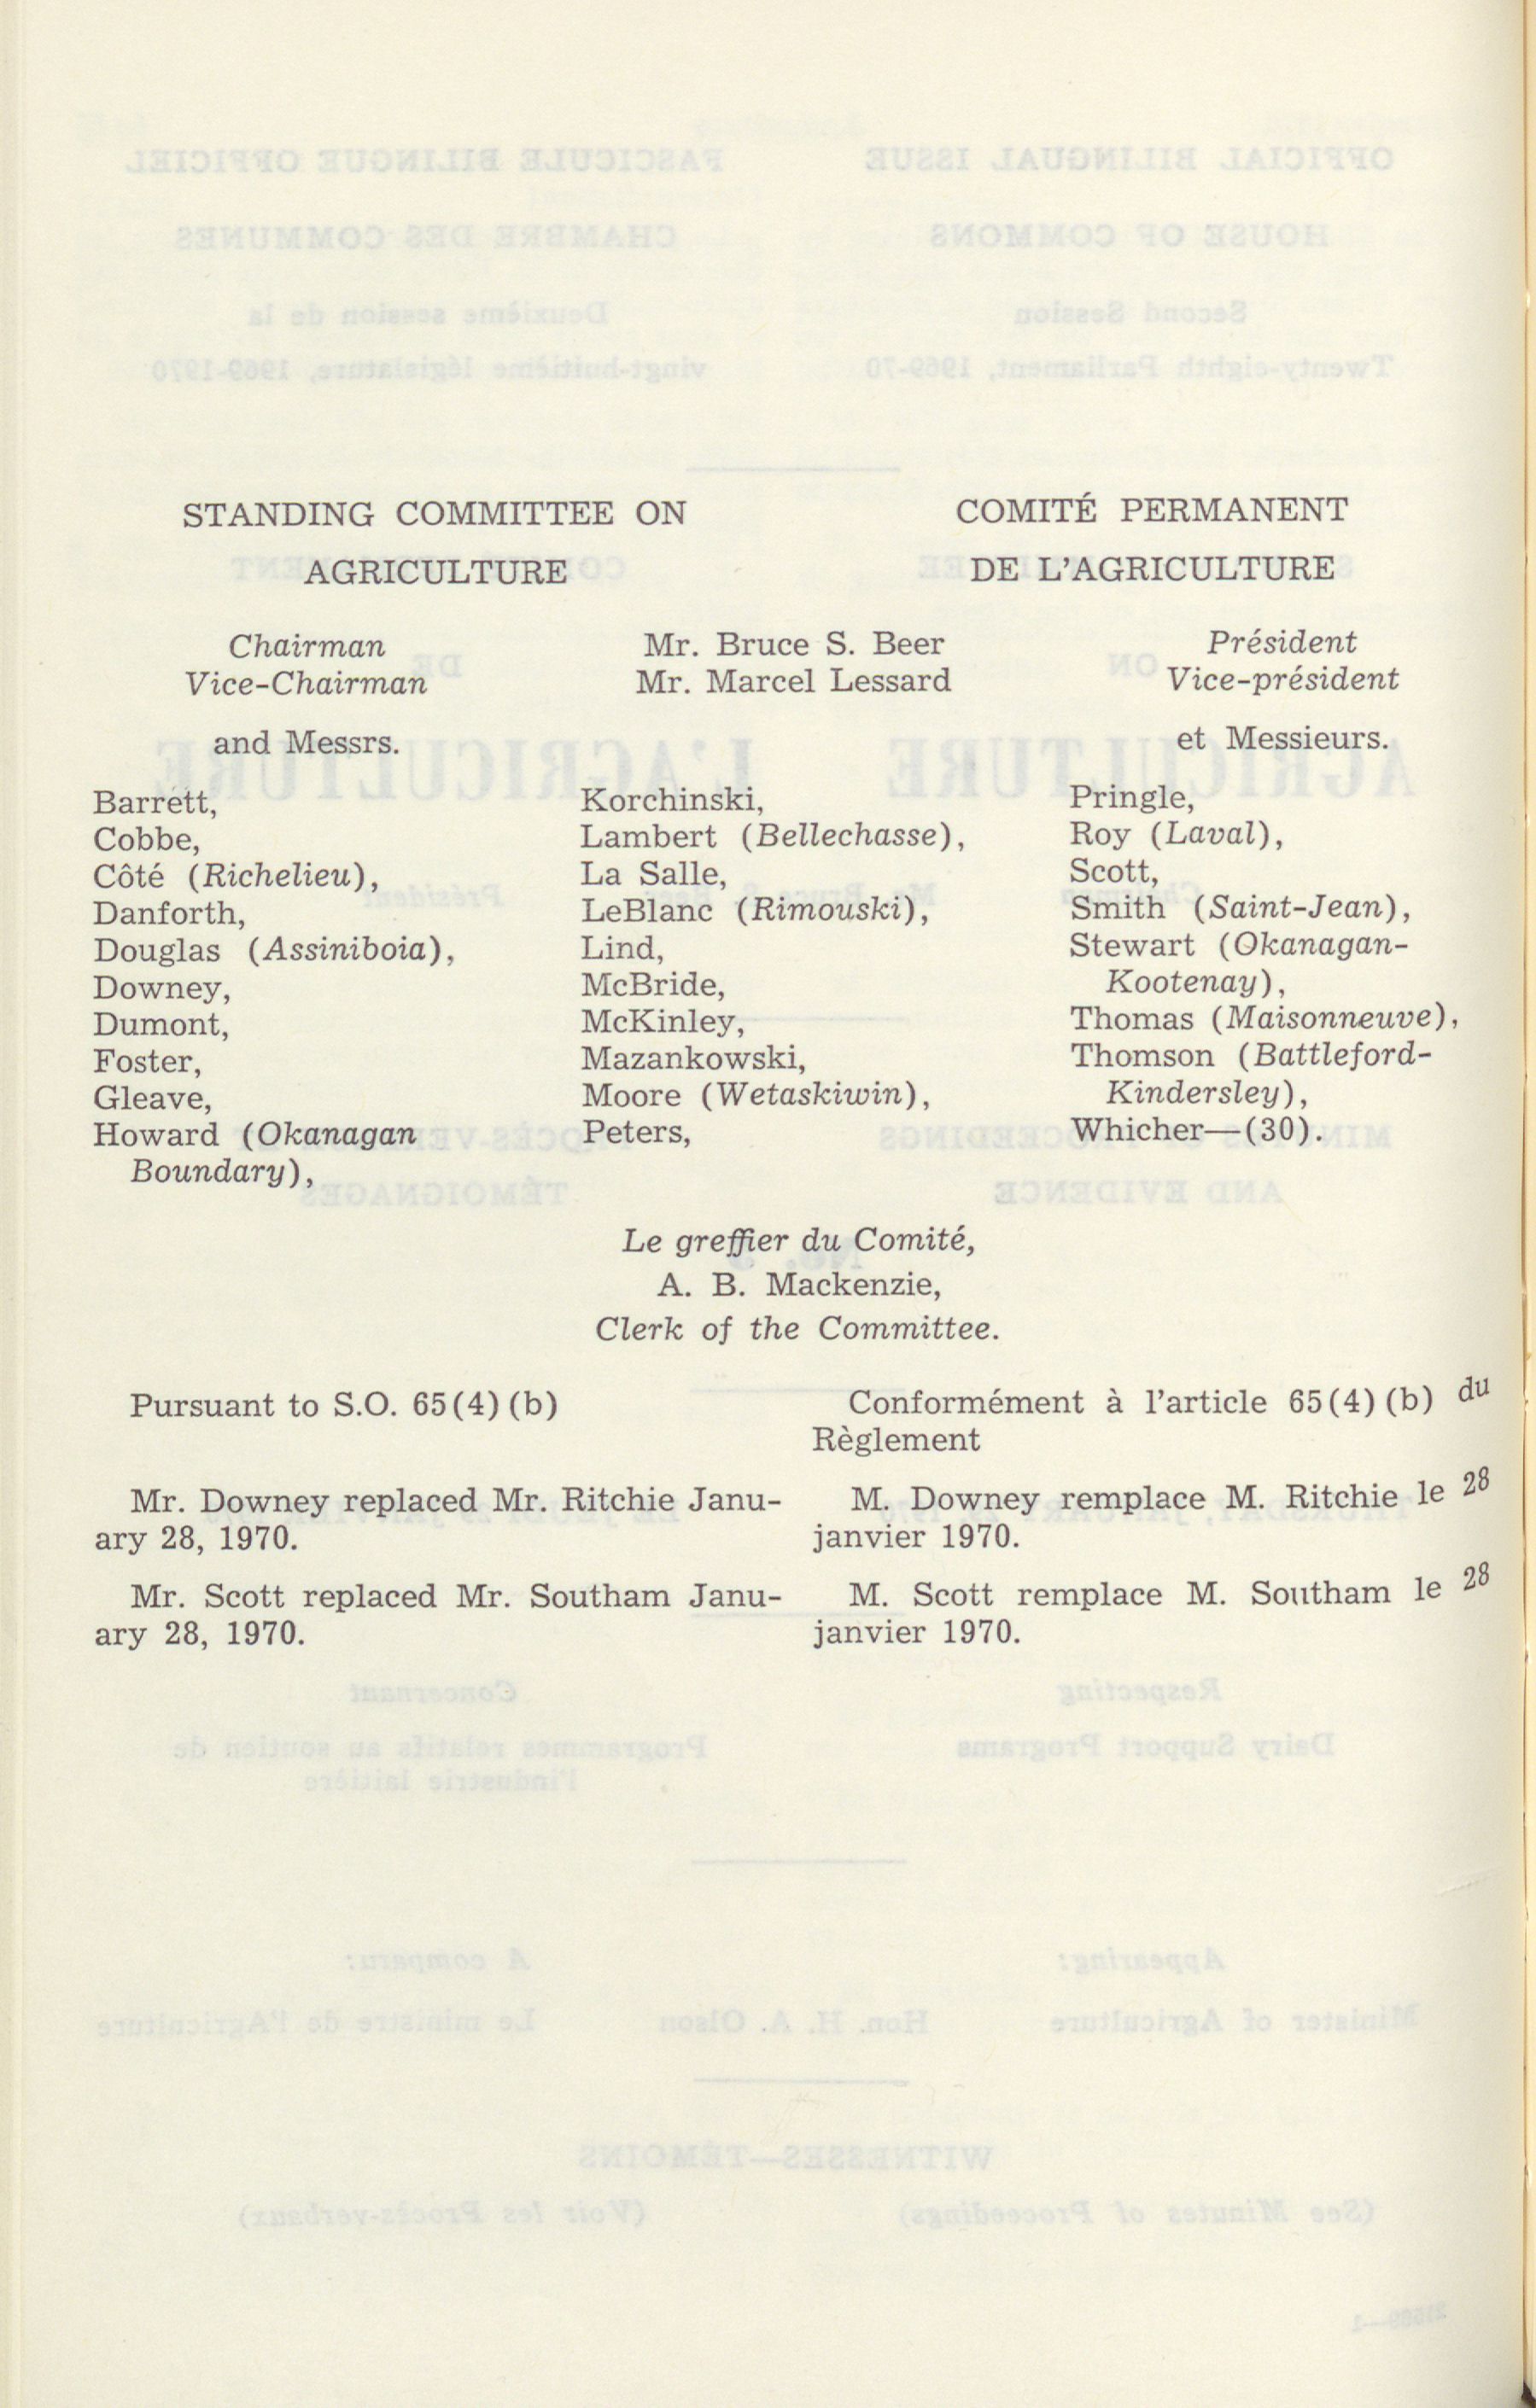 STANDING COMMITTEE ON
AGRICULTURE
COMITÉ PERMANENT
DE L'AGRICULTURE
Chairman Mr. Bruce S. Beer Président
Vice-Chairman Mr. Marcel Lessard Vice-président
and Messrs. et Messieurs.
Barrett,
Cobbe,
Côté (Richelieu),
Danforth,
Douglas (Assiniboia),
Downey,
Dumont,
Foster,
Gleave,
Howard (Okanagan
Boundary),
Korchinski,
Lambert (Bellechasse),
La Salle,
LeBlanc (Rimouski),
Lind,
McBride,
McKinley,
Mazankowski,
Moore (Wetaskiwin),
Peters,
Pringle,
Roy (Laval),
Scott,
Smith (Saint-Jean),
Stewart (Okanagan-
Kootenay),
Thomas (Maisonneuve),
Thomson (Battleford-
Kindersley),
Whicher—(30).
Le greffier du Comité,
A. B. Mackenzie,
Clerk of the Committee.
Pursuant to S.O. 65(4)(b)
Mr. Downey replaced Mr. Ritchie Janu-
ary 28, 1970.
Mr. Scott replaced Mr. Southam Janu-
ary 28, 1970.
Conformément à l'article 65(4)(b) du
Règlement
M. Downey remplace M. Ritchie le 28
janvier 1970.
M. Scott remplace M. Southam le 28
janvier 1970.